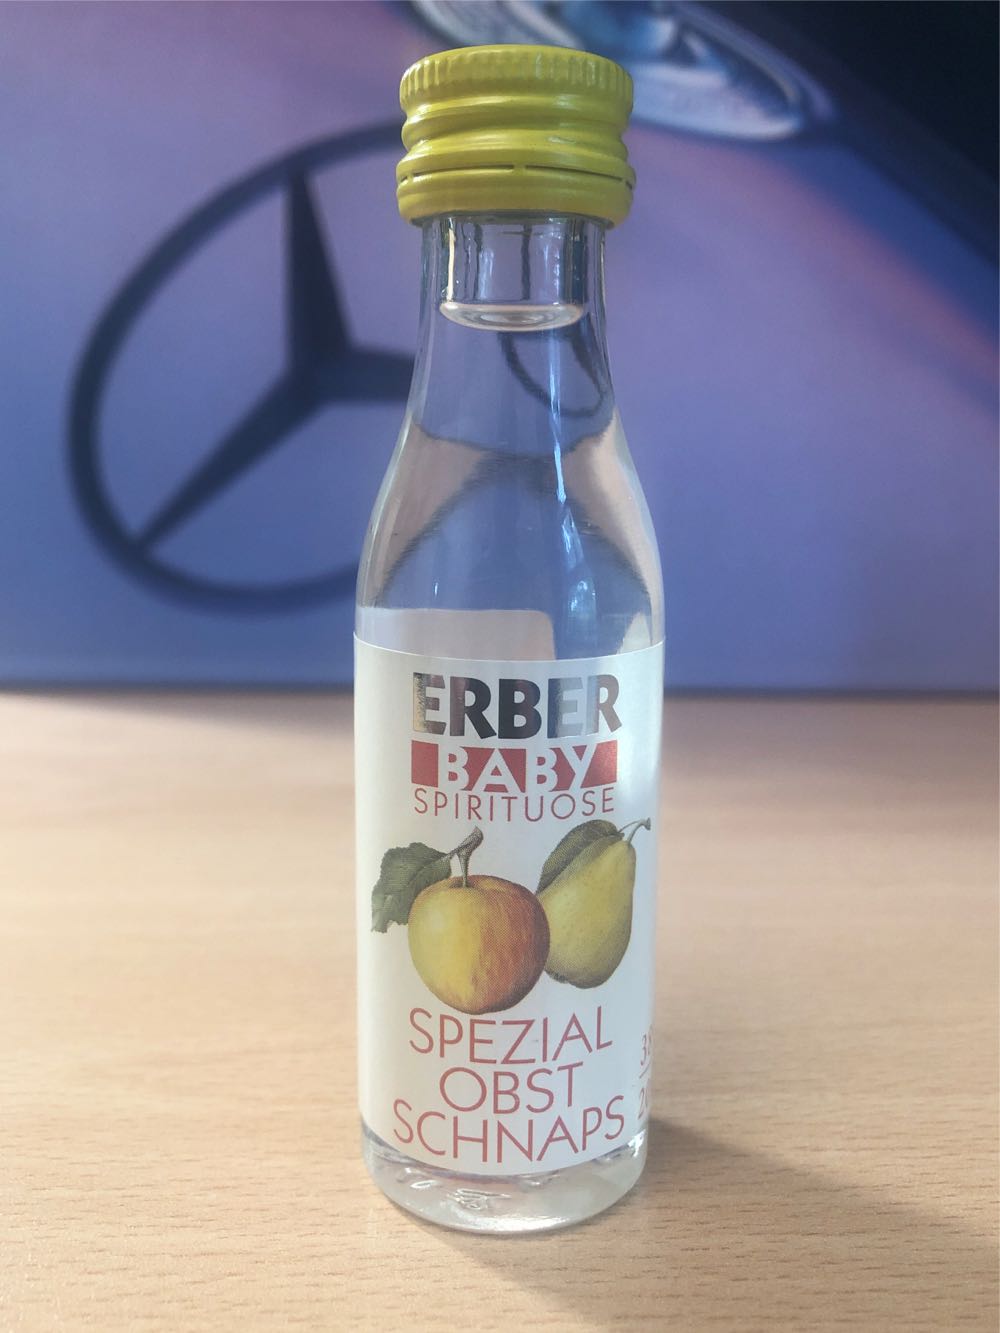 ERBER
BABY
SPIRITUOSE
SPEZIAL
OBST
SCHNAPS